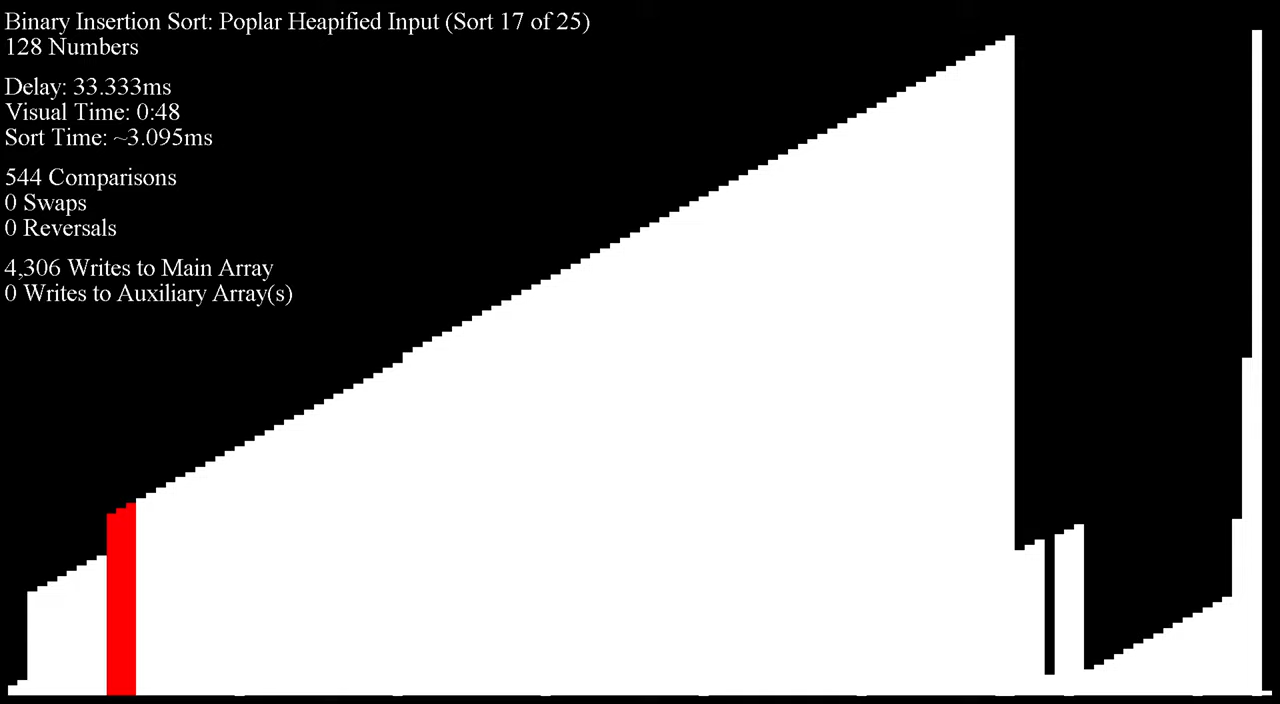 Binary Insertion Sort: Poplar Heapified Input (Sort 17 of 25)
128 Numbers
Delay: 33.333ms
Visual Time: 0:48
Sort Time: ~3.095ms
544 Comparisons
0 Swaps
0 Reversals
4,306 Writes to Main Array
0 Writes to Auxiliary Array(s)